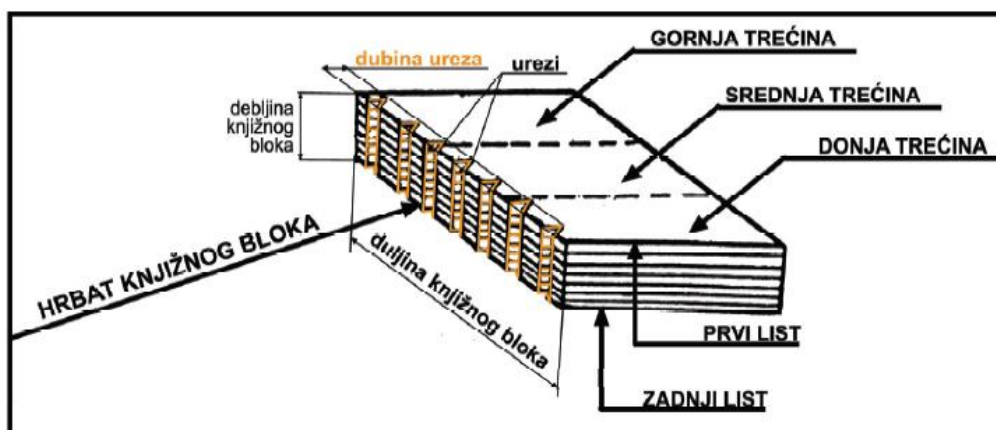 GORNJA TREĆINA
dubina ureza
urezi
SREDNJA TREĆINA
debljina
knjižnog
bloka
DONJA TREĆINA
HRBAT KNJIŽNOG BLOKA
duljina knjižnog bloka
PRVI LIST
ZADNJI LIST